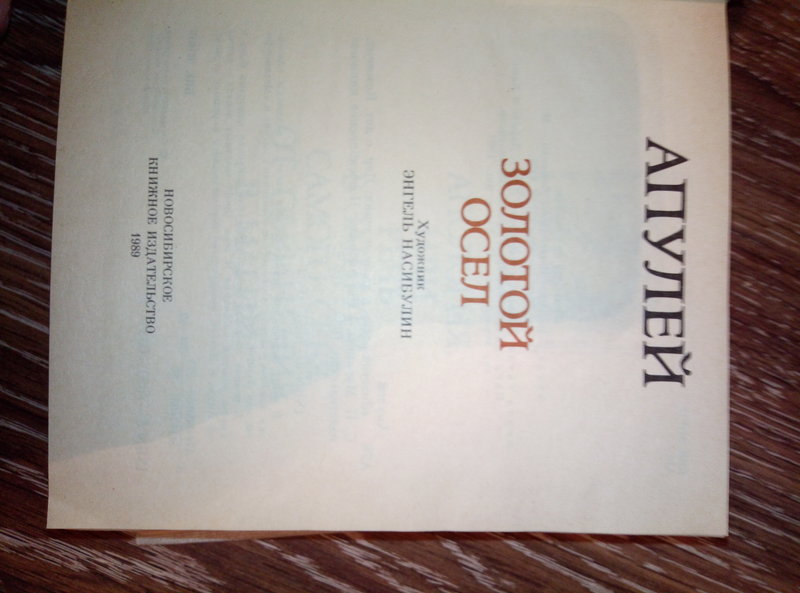 АПУЛЕЙ
ЗОЛОТОЙ
ОСЕЛ
Художник
ЭНГЕЛЬ НАСИБУЛИН
НОВОСИБИРСКОЕ
КНИЖНОЕ ИЗДАТЕЛЬСТВО
1989